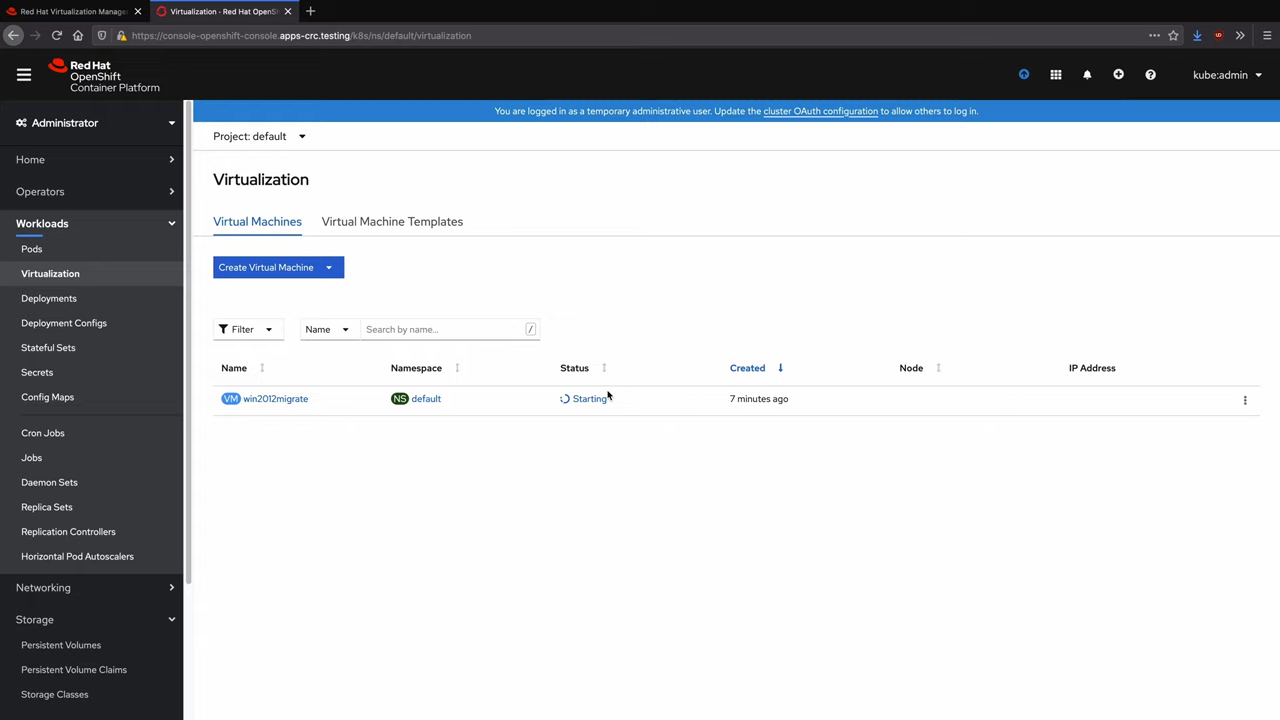 Red Hat Virtualization Manage
Virtualization - Red Hat OpenS
https://console-openshift-console.apps-crc.testing/k8s/ns/default/virtualization
Red Hat
OpenShift
Container Platform
kube:admin
You are logged in as a temporary administrative user. Update the cluster OAuth configuration to allow others to log in.
Administrator
Home
Operators
Workloads
Pods
Virtualization
Deployments
Deployment Configs
Stateful Sets
Secrets
Config Maps
Cron Jobs
Jobs
Daemon Sets
Replica Sets
Replication Controllers
Horizontal Pod Autoscalers
Networking
Storage
Persistent Volumes
Persistent Volume Claims
Storage Classes
Project: default
Virtualization
Virtual Machines Virtual Machine Templates
Create Virtual Machine
Filter Name Search by name... /
Name Namespace Status Created Node IP Address
VM win2012migrate NS default Starting 7 minutes ago